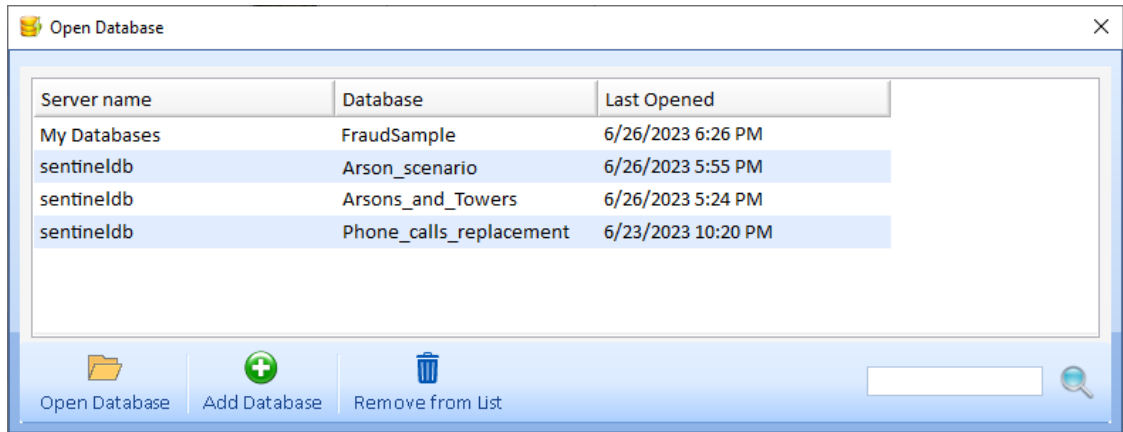 Open Database
Server name Database Last Opened
My Databases FraudSample 6/26/2023 6:26 PM
sentineldb Arson_scenario 6/26/2023 5:55 PM
sentineldb Arsons_and_Towers 6/26/2023 5:24 PM
sentineldb Phone_calls_replacement 6/23/2023 10:20 PM
Open Database Add Database Remove from List